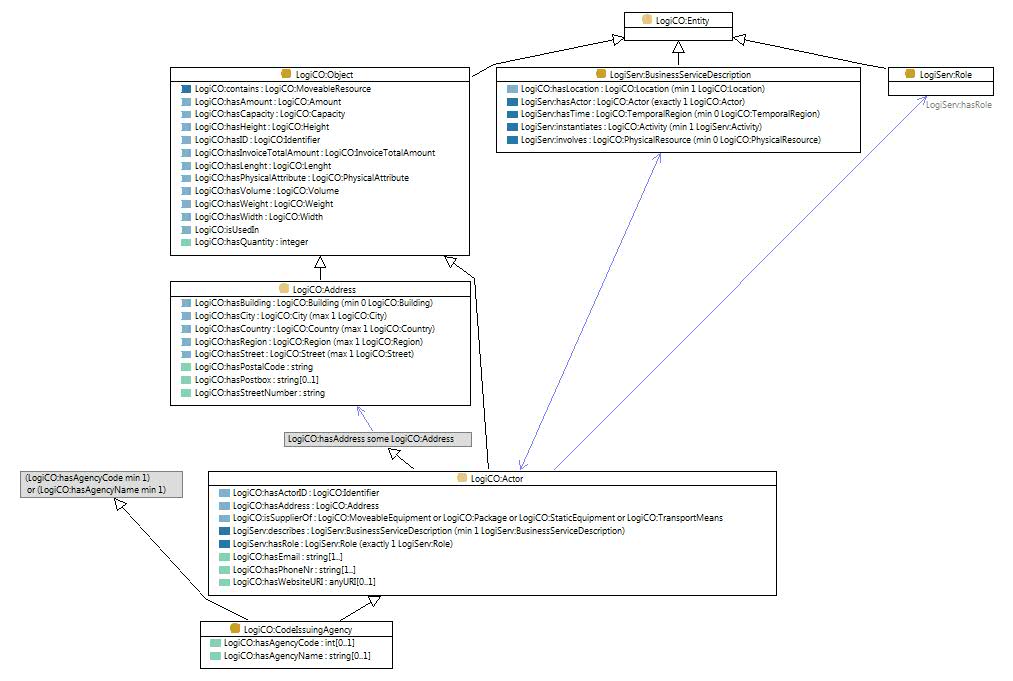 LogiCO:Entity
LogiCO:Object
LogiCO:contains : LogiCO:MoveableResource
LogiCO:hasAmount : LogiCO:Amount
LogiCO:hasCapacity : LogiCO:Capacity
LogiCO:hasHeight : LogiCO:Height
LogiCO:hasID : LogiCO:Identifier
LogiCO:hasInvoiceTotalAmount : LogiCO:InvoiceTotalAmount
LogiCO:hasLenght : LogiCO:Lenght
LogiCO:hasPhysicalAttribute : LogiCO:PhysicalAttribute
LogiCO:hasVolume : LogiCO:Volume
LogiCO:hasWeight : LogiCO:Weight
LogiCO:hasWidth : LogiCO:Width
LogiCO:isUsedIn
LogiCO:hasQuantity : integer
LogiServ:BusinessServiceDescription
LogiCO:hasLocation : LogiCO:Location (min 1 LogiCO:Location)
LogiServ:hasActor : LogiCO:Actor (exactly 1 LogiCO:Actor)
LogiServ:hasTime : LogiCO:TemporalRegion (min 0 LogiCO:TemporalRegion)
LogiServ:instantiates : LogiCO:Activity (min 1 LogiServ:Activity)
LogiServ:involves : LogiCO:PhysicalResource (min 0 LogiCO:PhysicalResource)
LogiServ:Role
LogiServ:hasRole
LogiCO:Address
LogiCO:hasBuilding : LogiCO:Building (min 0 LogiCO:Building)
LogiCO:hasCity : LogiCO:City (max 1 LogiCO:City)
LogiCO:hasCountry : LogiCO:Country (max 1 LogiCO:Country)
LogiCO:hasRegion : LogiCO:Region (max 1 LogiCO:Region)
LogiCO:hasStreet : LogiCO:Street (max 1 LogiCO:Street)
LogiCO:hasPostalCode : string
LogiCO:hasPostbox : string[0..1]
LogiCO:hasStreetNumber : string
LogiCO:hasAddress some LogiCO:Address
(LogiCO:hasAgencyCode min 1)
or (LogiCO:hasAgencyName min 1)
LogiCO:Actor
LogiCO:hasActorID : LogiCO:Identifier
LogiCO:hasAddress : LogiCO:Address
LogiCO:isSupplierOf : LogiCO:MoveableEquipment or LogiCO:Package or LogiCO:StaticEquipment or LogiCO:TransportMeans
LogiServ:describes : LogiServ:BusinessServiceDescription (min 1 LogiServ:BusinessServiceDescription)
LogiServ:hasRole : LogiServ:Role (exactly 1 LogiServ:Role)
LogiCO:hasEmail : string[1..]
LogiCO:hasPhoneNr : string[1..]
LogiCO:hasWebsiteURI : anyURI[0..1]
LogiCO:CodeIssuingAgency
LogiCO:hasAgencyCode : int[0..1]
LogiCO:hasAgencyName : string[0..1]